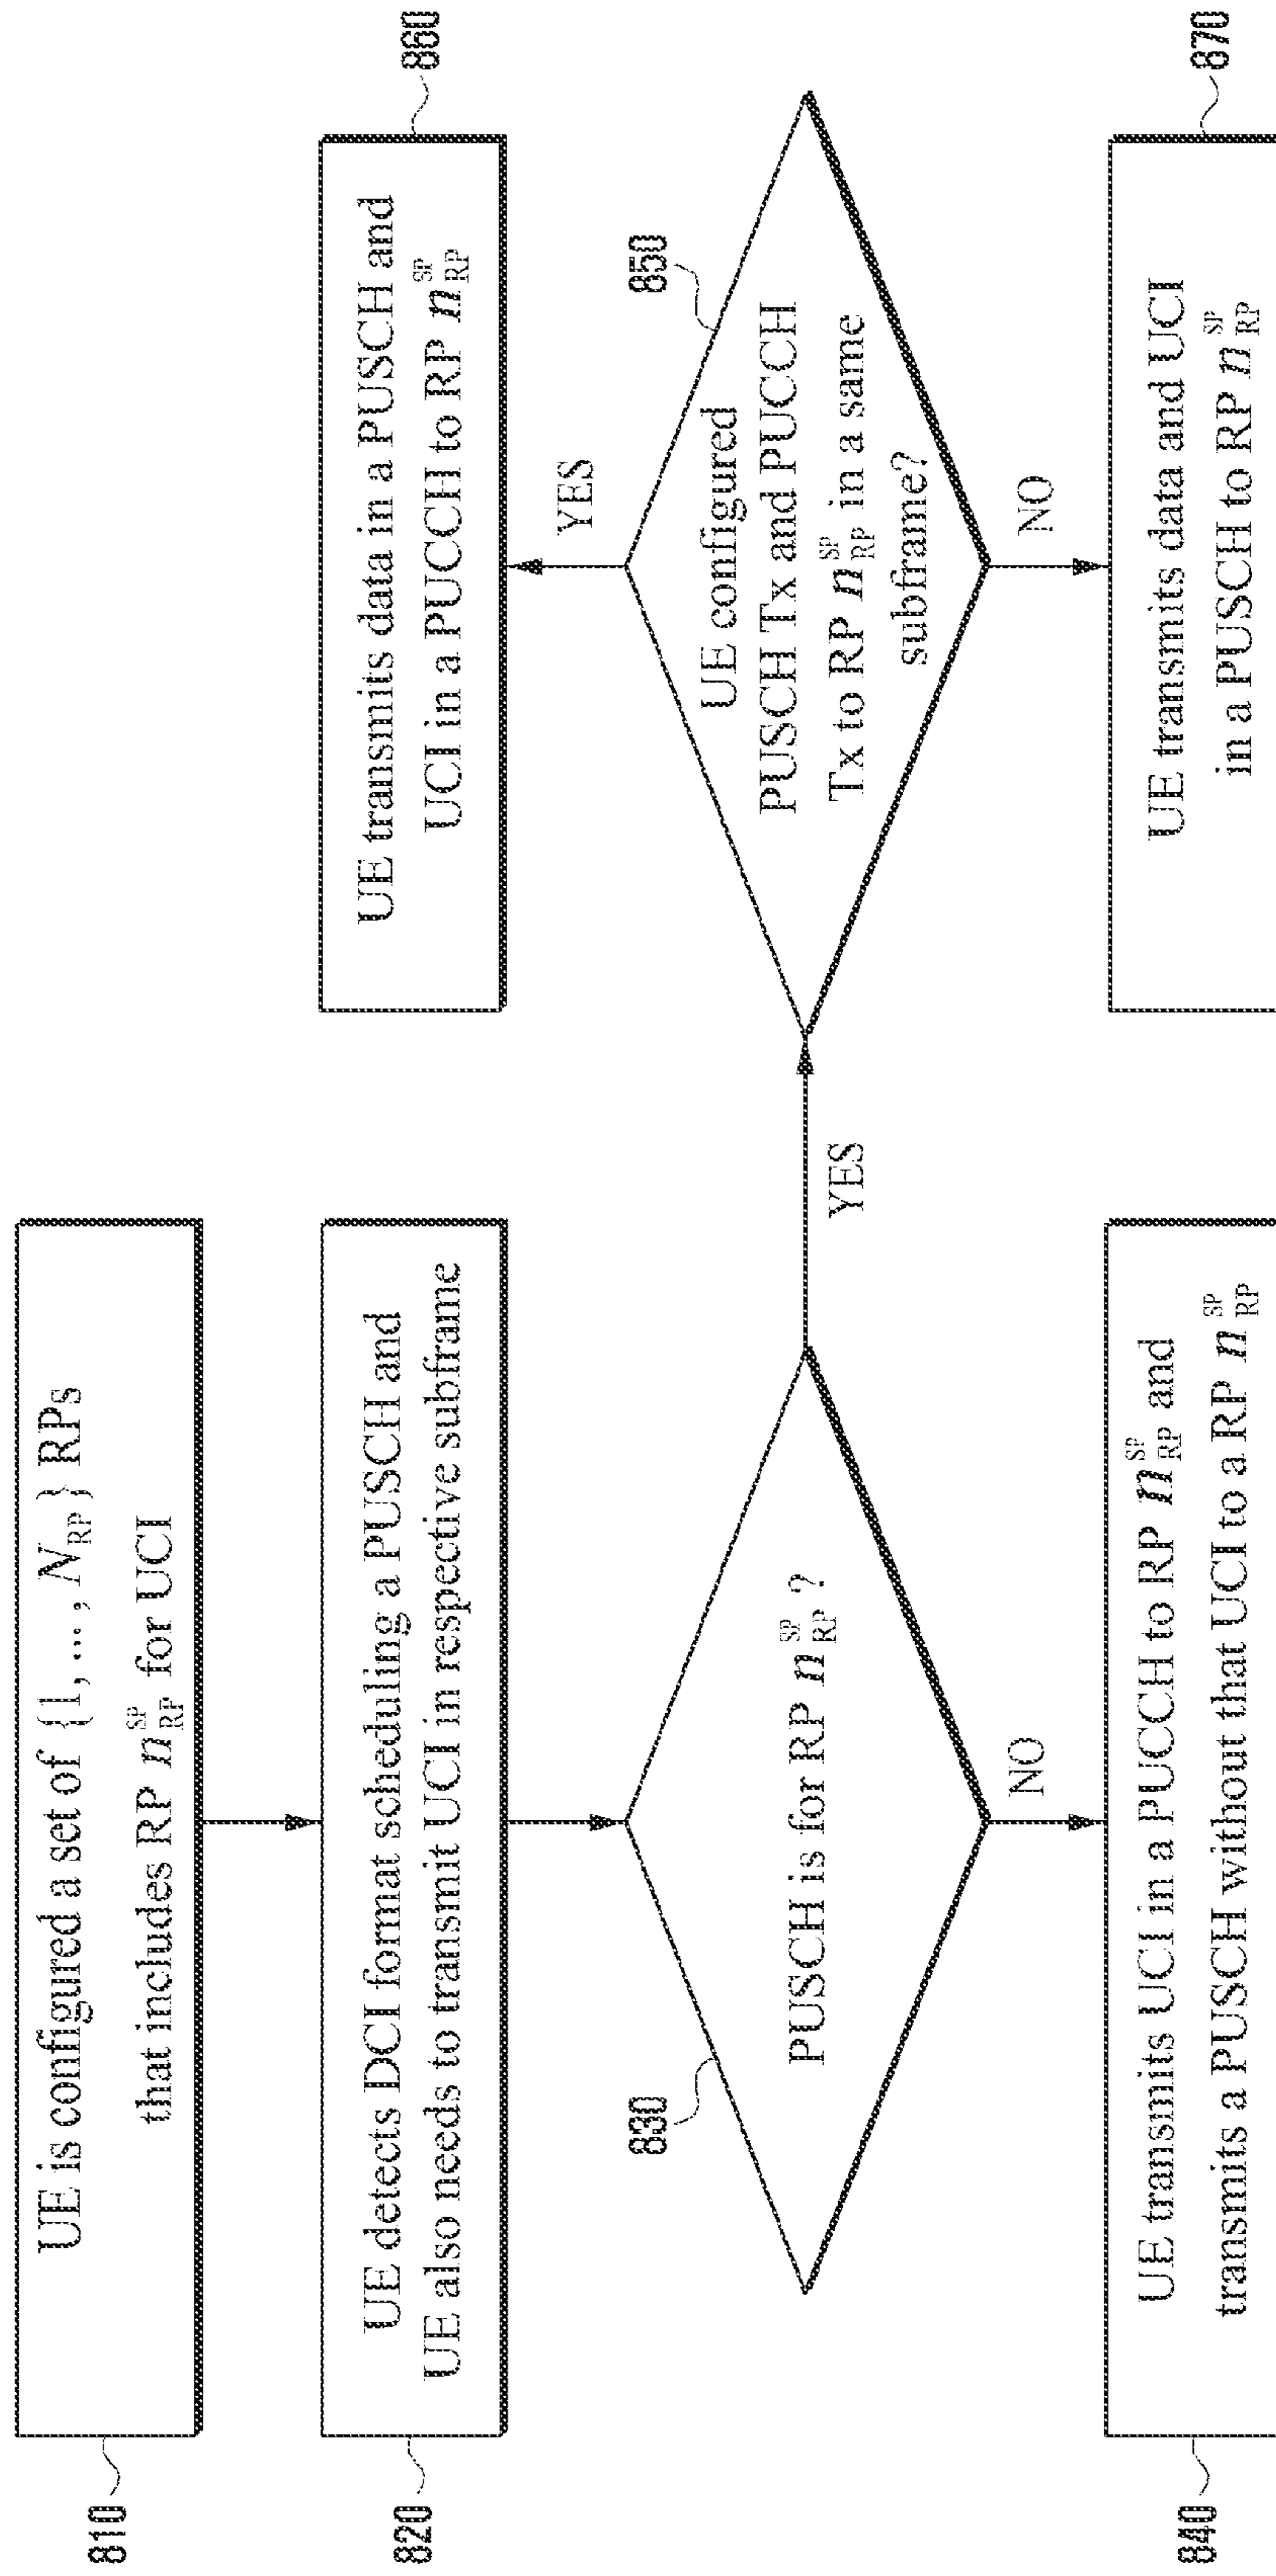 810
UE is configured a set of {1, ... , N_RP} RPs
that includes RP n_RP^SP for UCI
820
UE detects DCI format scheduling a PUSCH and
UE also needs to transmit UCI in respective subframe
830
PUSCH is for RP n_RP^SP ?
NO
YES
840
UE transmits UCI in a PUCCH to RP n_RP^SP and
transmits a PUSCH without that UCI to a RP n_RP^SP
850
UE configured
PUSCH Tx and PUCCH
Tx to RP n_RP^SP in a same
subframe?
YES
NO
860
UE transmits data in a PUSCH and
UCI in a PUCCH to RP n_RP^SP
870
UE transmits data and UCI
in a PUSCH to RP n_RP^SP